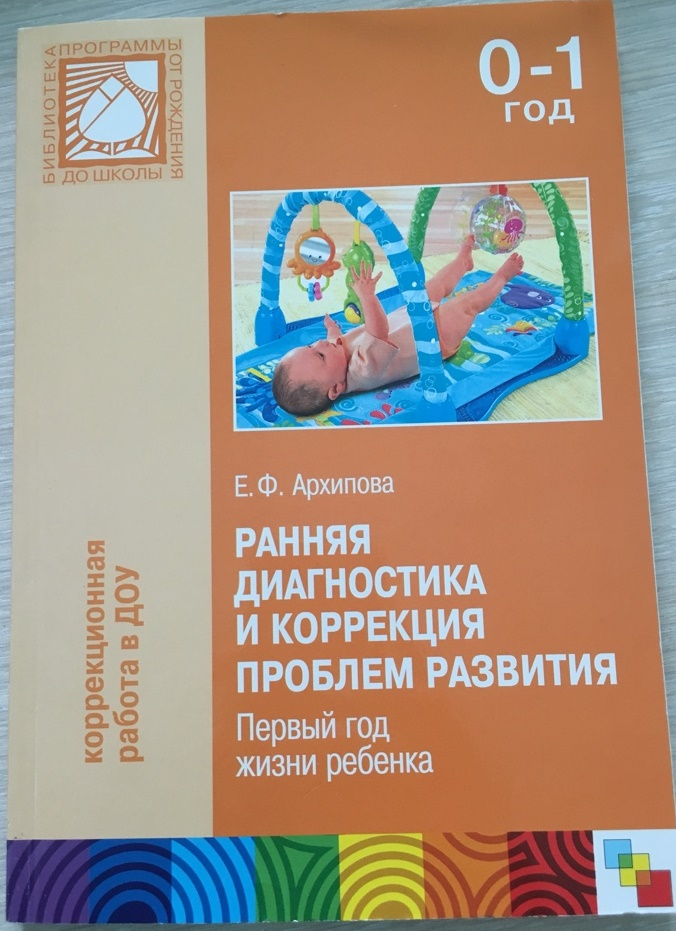 БИБЛИОТЕКА
ПРОГРАММЫ
ОТ РОЖДЕНИЯ
ДО ШКОЛЫ
0-1
год
Е. Ф. Архипова
РАННЯЯ
ДИАГНОСТИКА
И КОРРЕКЦИЯ
ПРОБЛЕМ РАЗВИТИЯ
Первый год
жизни ребенка
коррекционная
работа в ДОУ